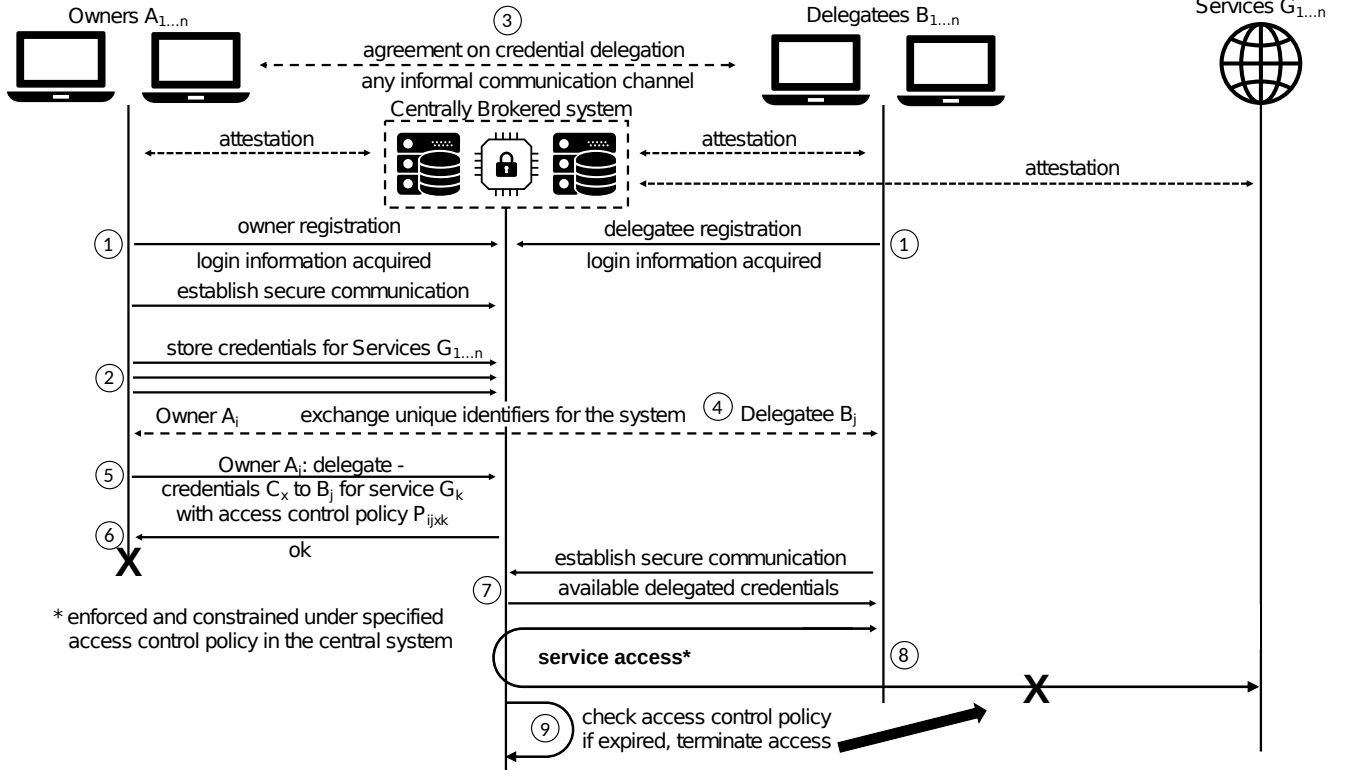 Owners A1...n
3
Delegatees B1...n
Services G1...n
agreement on credential delegation
any informal communication channel
Centrally Brokered system
attestation
attestation
attestation
owner registration
delegatee registration
1
1
login information acquired
login information acquired
establish secure communication
store credentials for Services G1...n
2
Owner Ai
exchange unique identifiers for the system
4
Delegatee Bj
5
Owner Ai: delegate -
credentials Cx to Bj for service Gk
with access control policy Pijxk
6
ok
X
establish secure communication
7
available delegated credentials
* enforced and constrained under specified
access control policy in the central system
service access*
8
X
9
check access control policy
if expired, terminate access